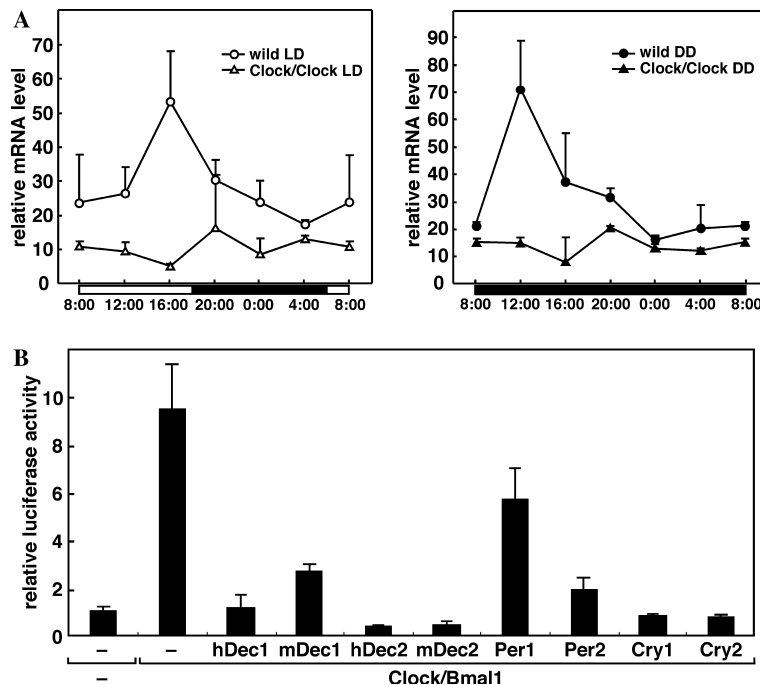 A
relative mRNA level
70
60
50
40
30
20
10
0
wild LD
Clock/Clock LD
8:00 12:00 16:00 20:00 0:00 4:00 8:00
relative mRNA level
90
80
70
60
50
40
30
20
10
0
wild DD
Clock/Clock DD
8:00 12:00 16:00 20:00 0:00 4:00 8:00
B
relative luciferase activity
10
8
6
4
2
0
– – hDec1 mDec1 hDec2 mDec2 Per1 Per2 Cry1 Cry2
– Clock/Bmal1